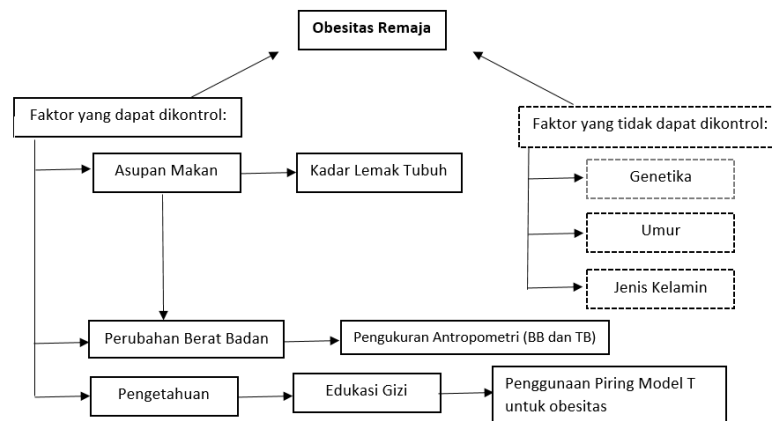 Obesitas Remaja
Faktor yang dapat dikontrol:
Faktor yang tidak dapat dikontrol:
Asupan Makan
Kadar Lemak Tubuh
Genetika
Umur
Jenis Kelamin
Perubahan Berat Badan
Pengukuran Antropometri (BB dan TB)
Pengetahuan
Edukasi Gizi
Penggunaan Piring Model T
untuk obesitas